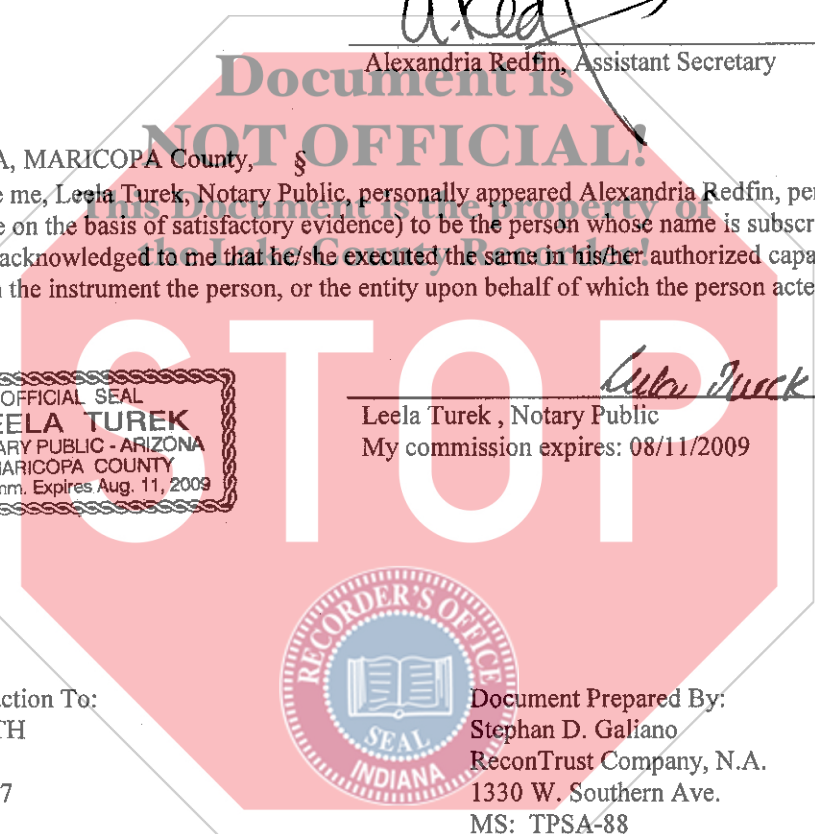 A.Red
Alexandria Redfin, Assistant Secretary
Document is
NOT OFFICIAL!
This Document is the property of
the Lake County Recorder!
A, MARICOPA County, §
e me, Leela Turek, Notary Public, personally appeared Alexandria Redfin, per
e on the basis of satisfactory evidence) to be the person whose name is subscr
acknowledged to me that he/she executed the same in his/her authorized capa
n the instrument the person, or the entity upon behalf of which the person acte
STOP
OFFICIAL SEAL
EELA TUREK
ARY PUBLIC - ARIZONA
MARICOPA COUNTY
mm. Expires Aug. 11, 2009
Leela Turek
Leela Turek , Notary Public
My commission expires: 08/11/2009
RECORDER'S OFFICE
SEAL
INDIANA
ction To:
TH
7
Document Prepared By:
Stephan D. Galiano
ReconTrust Company, N.A.
1330 W. Southern Ave.
MS: TPSA-88